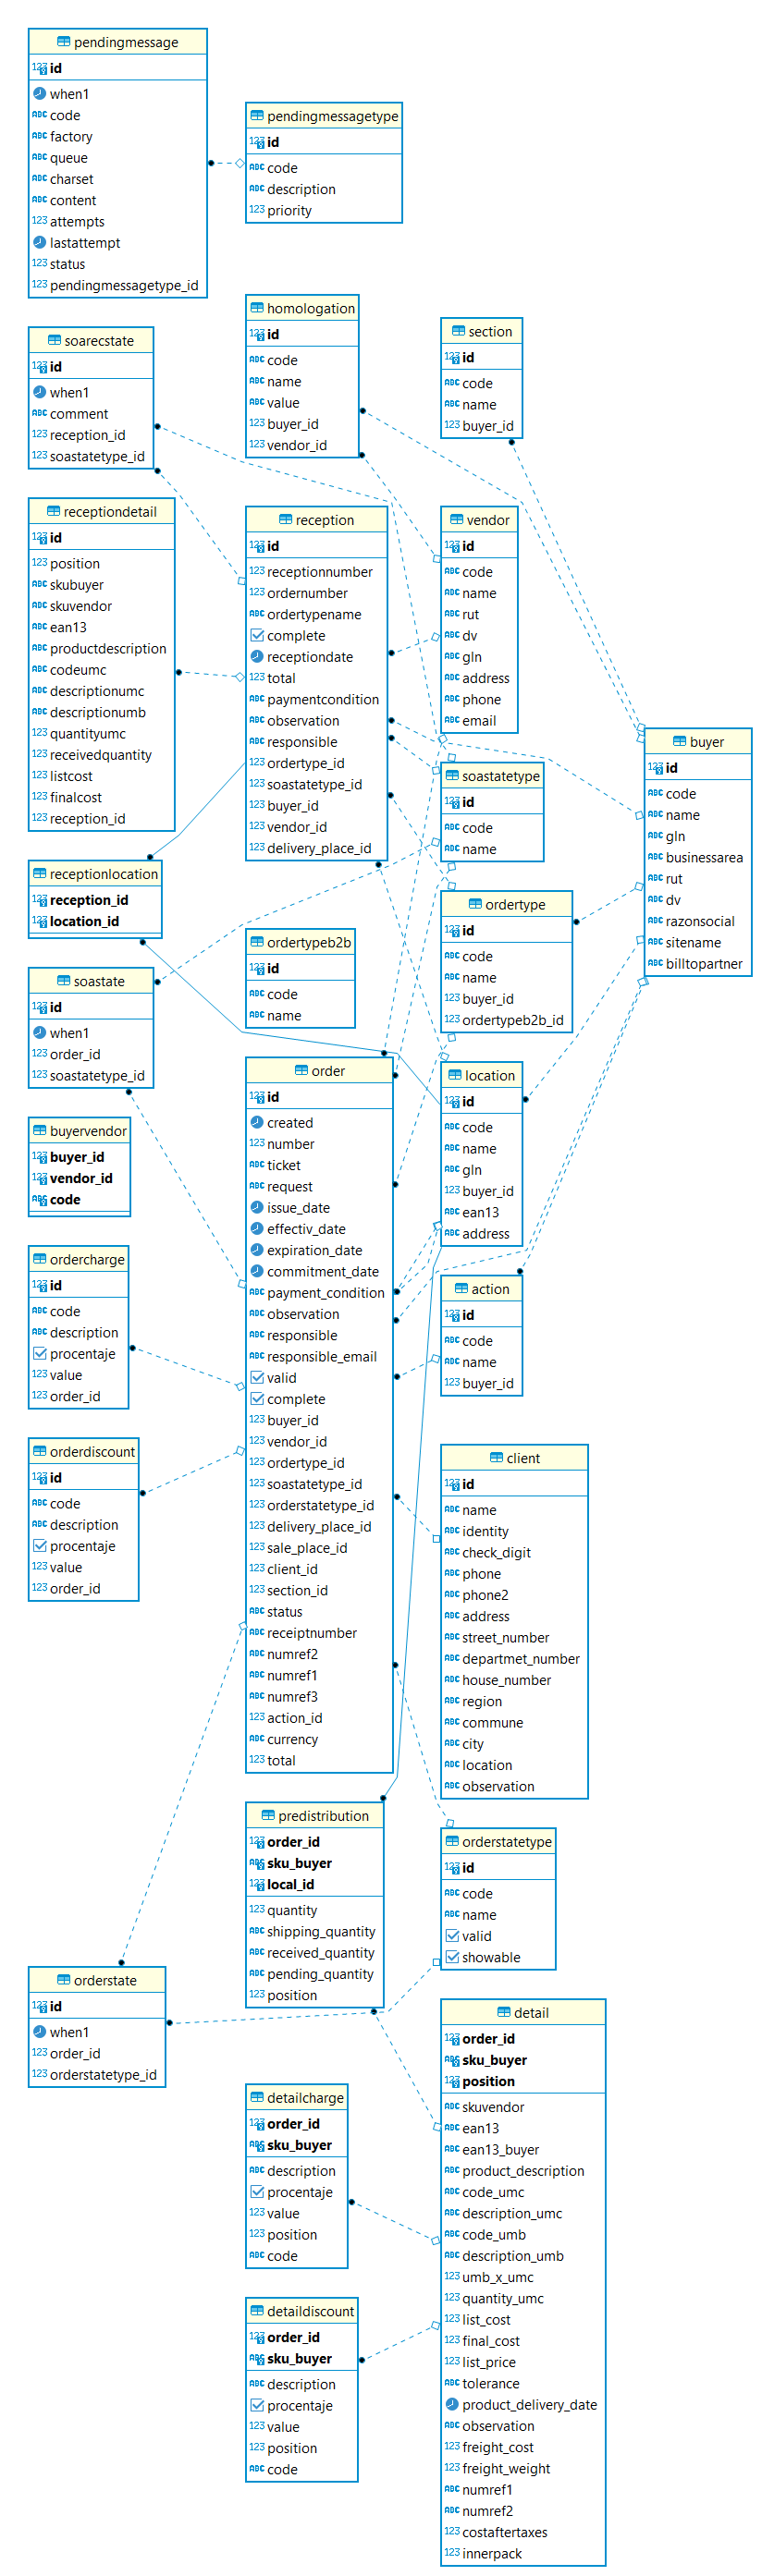 pendingmessage
id
when1
code
factory
queue
charset
content
attempts
lastattempt
status
pendingmessagetype_id
pendingmessagetype
id
code
description
priority
homologation
id
code
name
value
buyer_id
vendor_id
section
id
code
name
buyer_id
soarecstate
id
when1
comment
reception_id
soastatetype_id
receptiondetail
id
position
skubuyer
skuvendor
ean13
productdescription
codeumc
descriptionumc
descriptionumb
quantityumc
receivedquantity
listcost
finalcost
reception_id
reception
id
receptionnumber
ordernumber
ordertypename
complete
receptiondate
total
paymentcondition
observation
responsible
ordertype_id
soastatetype_id
buyer_id
vendor_id
delivery_place_id
vendor
id
code
name
rut
dv
gln
address
phone
email
buyer
id
code
name
gln
businessarea
rut
dv
razonsocial
sitename
billtopartner
soastatetype
id
code
name
receptionlocation
reception_id
location_id
ordertypeb2b
id
code
name
ordertype
id
code
name
buyer_id
ordertypeb2b_id
soastate
id
when1
order_id
soastatetype_id
buyervendor
buyer_id
vendor_id
code
ordercharge
id
code
description
procentaje
value
order_id
orderdiscount
id
code
description
procentaje
value
order_id
order
id
created
number
ticket
request
issue_date
effectiv_date
expiration_date
commitment_date
payment_condition
observation
responsible
responsible_email
valid
complete
buyer_id
vendor_id
ordertype_id
soastatetype_id
orderstatetype_id
delivery_place_id
sale_place_id
client_id
section_id
status
receiptnumber
numref2
numref1
numref3
action_id
currency
total
location
id
code
name
gln
buyer_id
ean13
address
action
id
code
name
buyer_id
client
id
name
identity
check_digit
phone
phone2
address
street_number
departmet_number
house_number
region
commune
city
location
observation
predistribution
order_id
sku_buyer
local_id
quantity
shipping_quantity
received_quantity
pending_quantity
position
orderstatetype
id
code
name
valid
showable
orderstate
id
when1
order_id
orderstatetype_id
detail
order_id
sku_buyer
position
skuvendor
ean13
ean13_buyer
product_description
code_umc
description_umc
code_umb
description_umb
umb_x_umc
quantity_umc
list_cost
final_cost
list_price
tolerance
product_delivery_date
observation
freight_cost
freight_weight
numref1
numref2
costaftertaxes
innerpack
detailcharge
order_id
sku_buyer
description
procentaje
value
position
code
detaildiscount
order_id
sku_buyer
description
procentaje
value
position
code